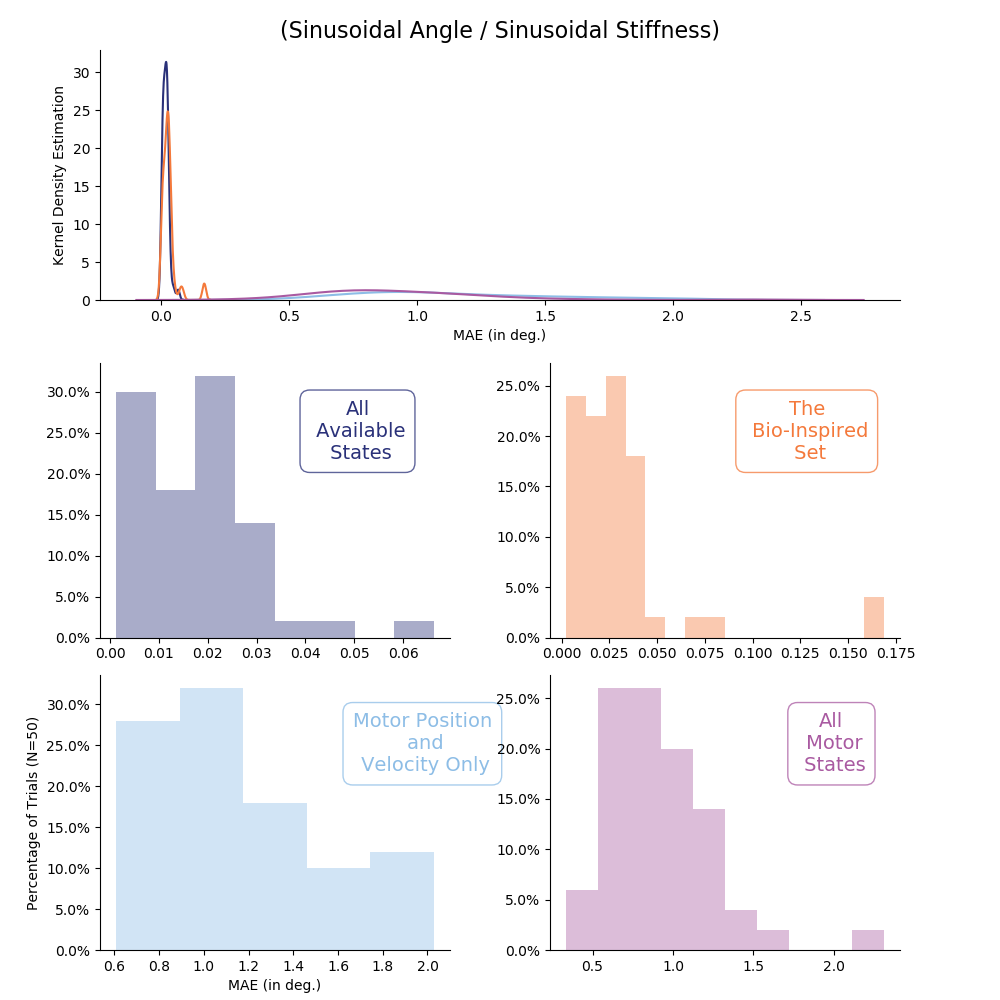 (Sinusoidal Angle / Sinusoidal Stiffness)
Kernel Density Estimation
30
25
20
15
10
5
0
0.0 0.5 1.0 1.5 2.0 2.5
MAE (in deg.)
30.0%
25.0%
20.0%
15.0%
10.0%
5.0%
0.0%
0.00 0.01 0.02 0.03 0.04 0.05 0.06
All
Available
States
25.0%
20.0%
15.0%
10.0%
5.0%
0.0%
0.000 0.025 0.050 0.075 0.100 0.125 0.150 0.175
The
Bio-Inspired
Set
Percentage of Trials (N=50)
30.0%
25.0%
20.0%
15.0%
10.0%
5.0%
0.0%
0.6 0.8 1.0 1.2 1.4 1.6 1.8 2.0
MAE (in deg.)
Motor Position
and
Velocity Only
25.0%
20.0%
15.0%
10.0%
5.0%
0.0%
0.5 1.0 1.5 2.0
All
Motor
States